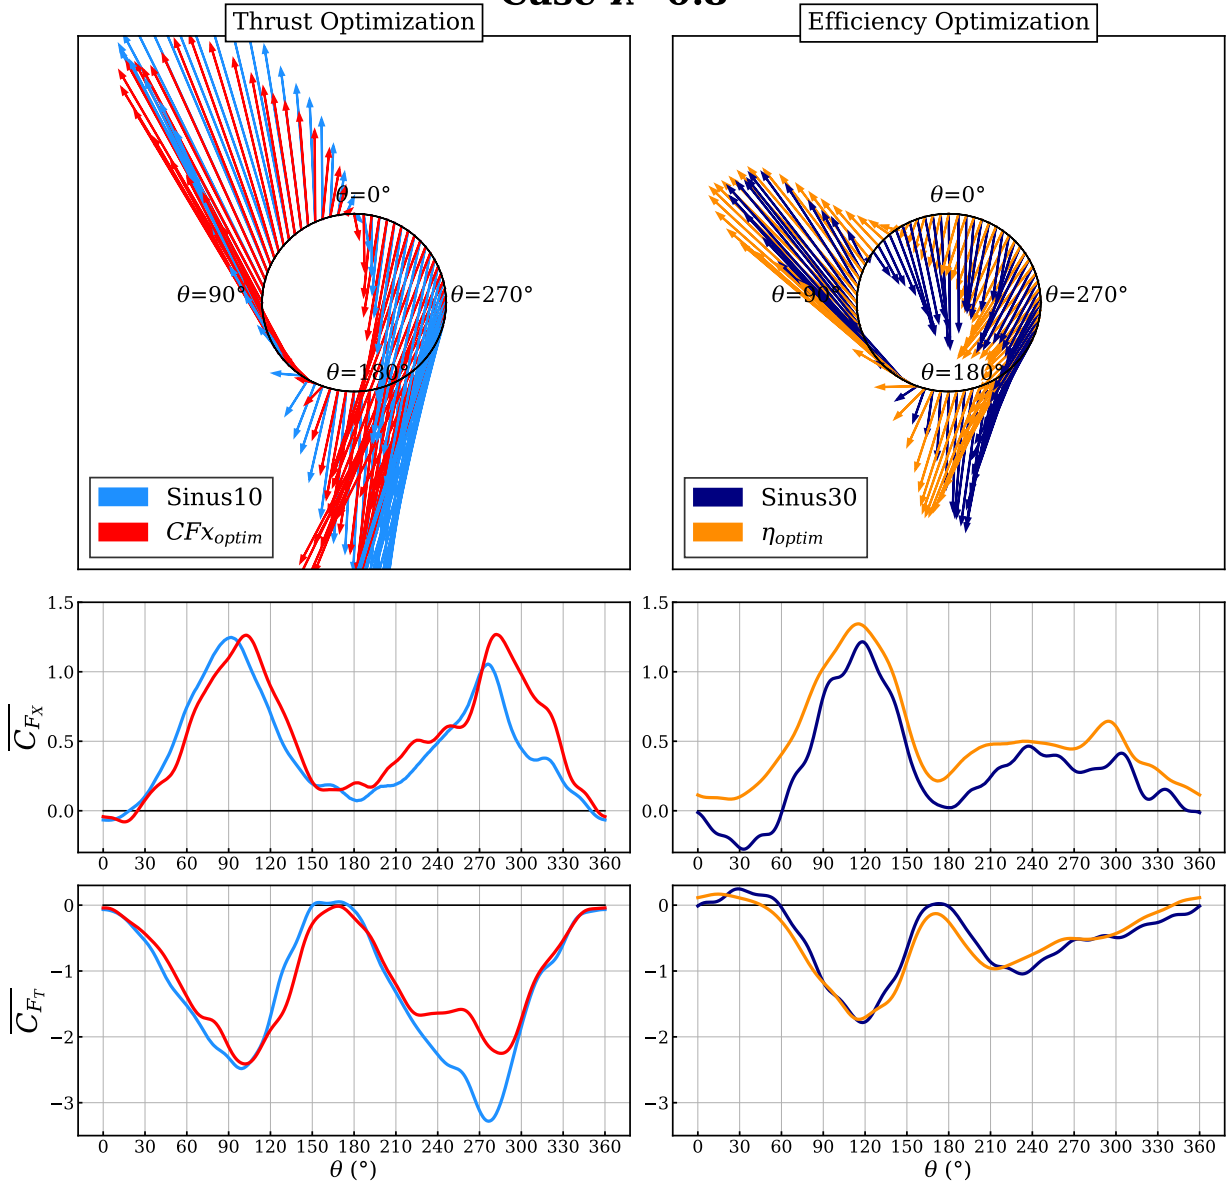 Thrust Optimization
Efficiency Optimization
θ=0°
θ=90°
θ=270°
θ=180°
Sinus10
CFx_optim
θ=0°
θ=90°
θ=270°
θ=180°
Sinus30
η_optim
1.5
1.0
0.5
0.0
C_F_X
0 30 60 90 120 150 180 210 240 270 300 330 360
1.5
1.0
0.5
0.0
0 30 60 90 120 150 180 210 240 270 300 330 360
0
−1
−2
−3
C_F_T
0 30 60 90 120 150 180 210 240 270 300 330 360
θ (°)
0
−1
−2
−3
0 30 60 90 120 150 180 210 240 270 300 330 360
θ (°)